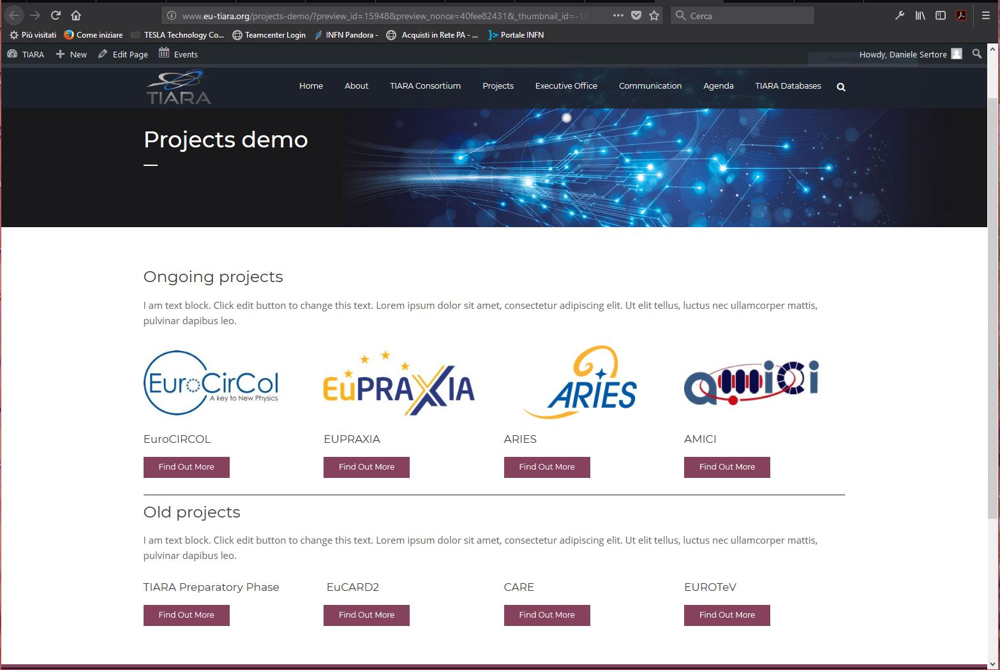 www.eu-tiara.org/projects-demo/?preview_id=15948&preview_nonce=40fee82431&_thumbnail_id=-1&
Cerca
Più visitati Come iniziare TESLA Technology Co... Teamcenter Login INFN Pandora - Acquisti in Rete PA - ... Portale INFN
TIARA New Edit Page Events Howdy, Daniele Sertore
TIARA
Home About TIARA Consortium Projects Executive Office Communication Agenda TIARA Databases
Projects demo
Ongoing projects
I am text block. Click edit button to change this text. Lorem ipsum dolor sit amet, consectetur adipiscing elit. Ut elit tellus, luctus nec ullamcorper mattis,
pulvinar dapibus leo.
EuroCirCol EuPRAXIA ARIES amici
A key to New Physics
EuroCIRCOL EUPRAXIA ARIES AMICI
Find Out More Find Out More Find Out More Find Out More
Old projects
I am text block. Click edit button to change this text. Lorem ipsum dolor sit amet, consectetur adipiscing elit. Ut elit tellus, luctus nec ullamcorper mattis,
pulvinar dapibus leo.
TIARA Preparatory Phase EuCARD2 CARE EUROTeV
Find Out More Find Out More Find Out More Find Out More